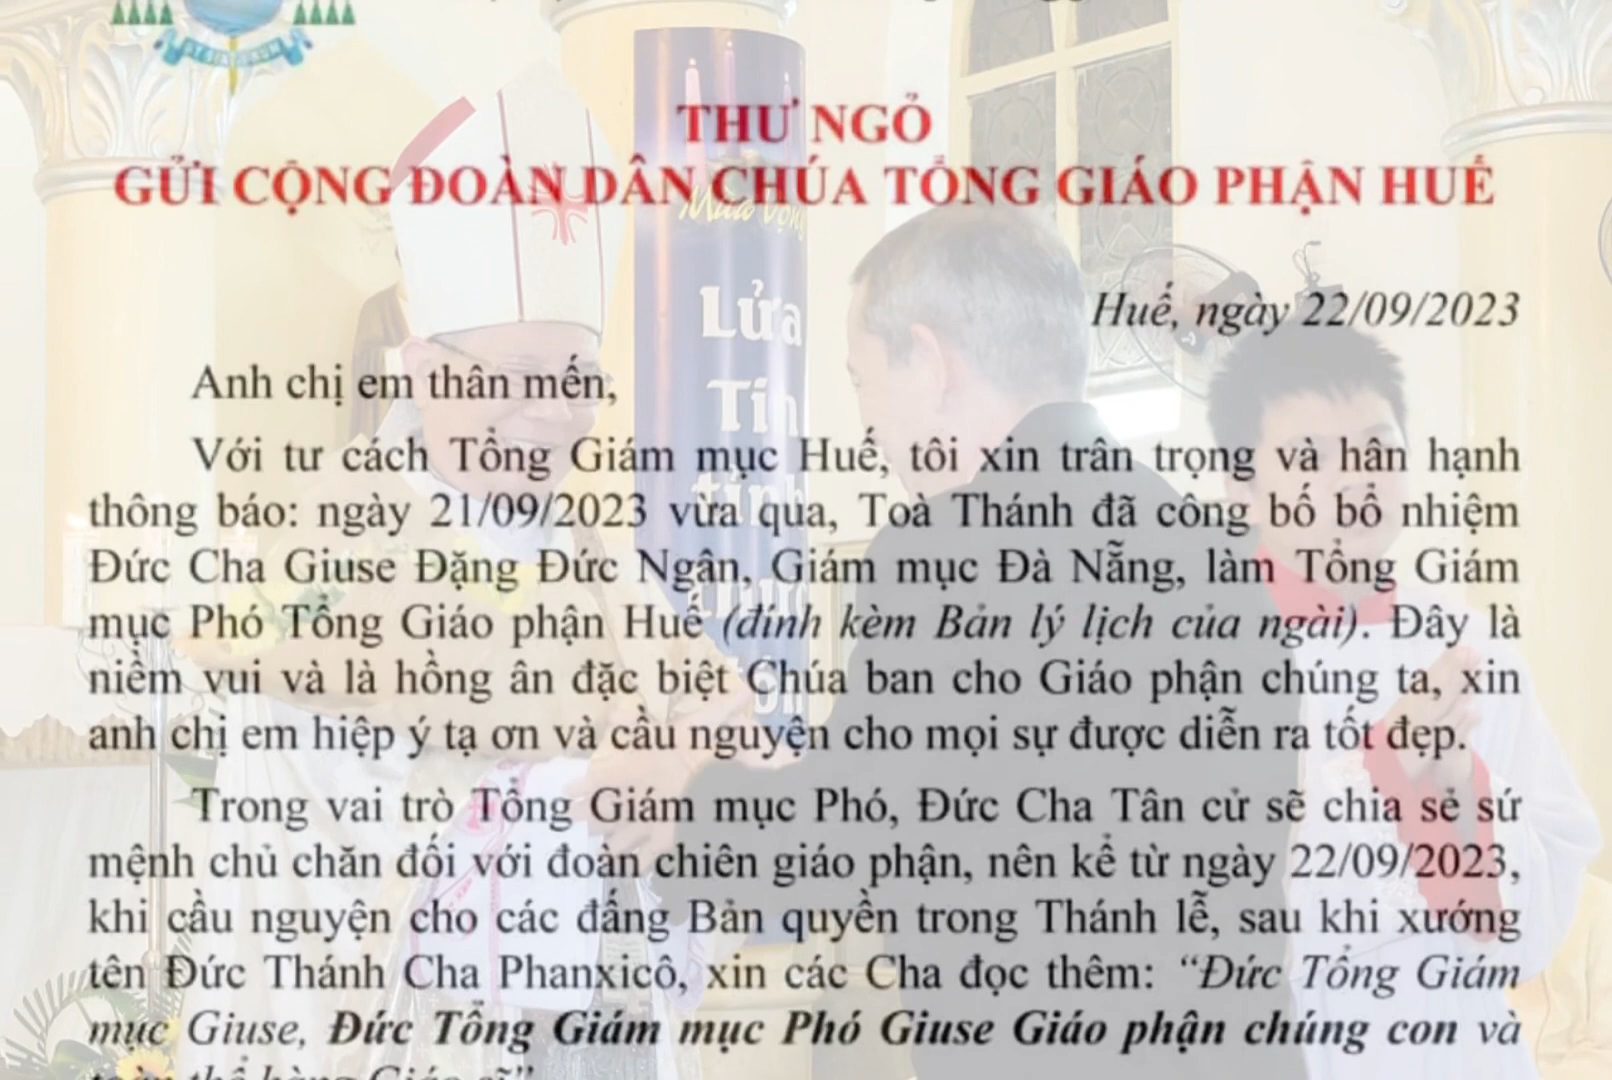 THƯ NGỎ
GỬI CỘNG ĐOÀN DÂN CHÚA TỔNG GIÁO PHẬN HUẾ
Huế, ngày 22/09/2023
Anh chị em thân mến,
Với tư cách Tổng Giám mục Huế, tôi xin trân trọng và hân hạnh
thông báo: ngày 21/09/2023 vừa qua, Toà Thánh đã công bố bổ nhiệm
Đức Cha Giuse Đặng Đức Ngân, Giám mục Đà Nẵng, làm Tổng Giám
mục Phó Tổng Giáo phận Huế (đính kèm Bản lý lịch của ngài). Đây là
niềm vui và là hồng ân đặc biệt Chúa ban cho Giáo phận chúng ta, xin
anh chị em hiệp ý tạ ơn và cầu nguyện cho mọi sự được diễn ra tốt đẹp.
Trong vai trò Tổng Giám mục Phó, Đức Cha Tân cử sẽ chia sẻ sứ
mệnh chủ chăn đối với đoàn chiên giáo phận, nên kể từ ngày 22/09/2023,
khi cầu nguyện cho các đấng Bản quyền trong Thánh lễ, sau khi xướng
tên Đức Thánh Cha Phanxicô, xin các Cha đọc thêm: “Đức Tổng Giám
mục Giuse, Đức Tổng Giám mục Phó Giuse Giáo phận chúng con và
toàn thể hàng Giáo sĩ”
Mùa Vọng
Lửa
Tin